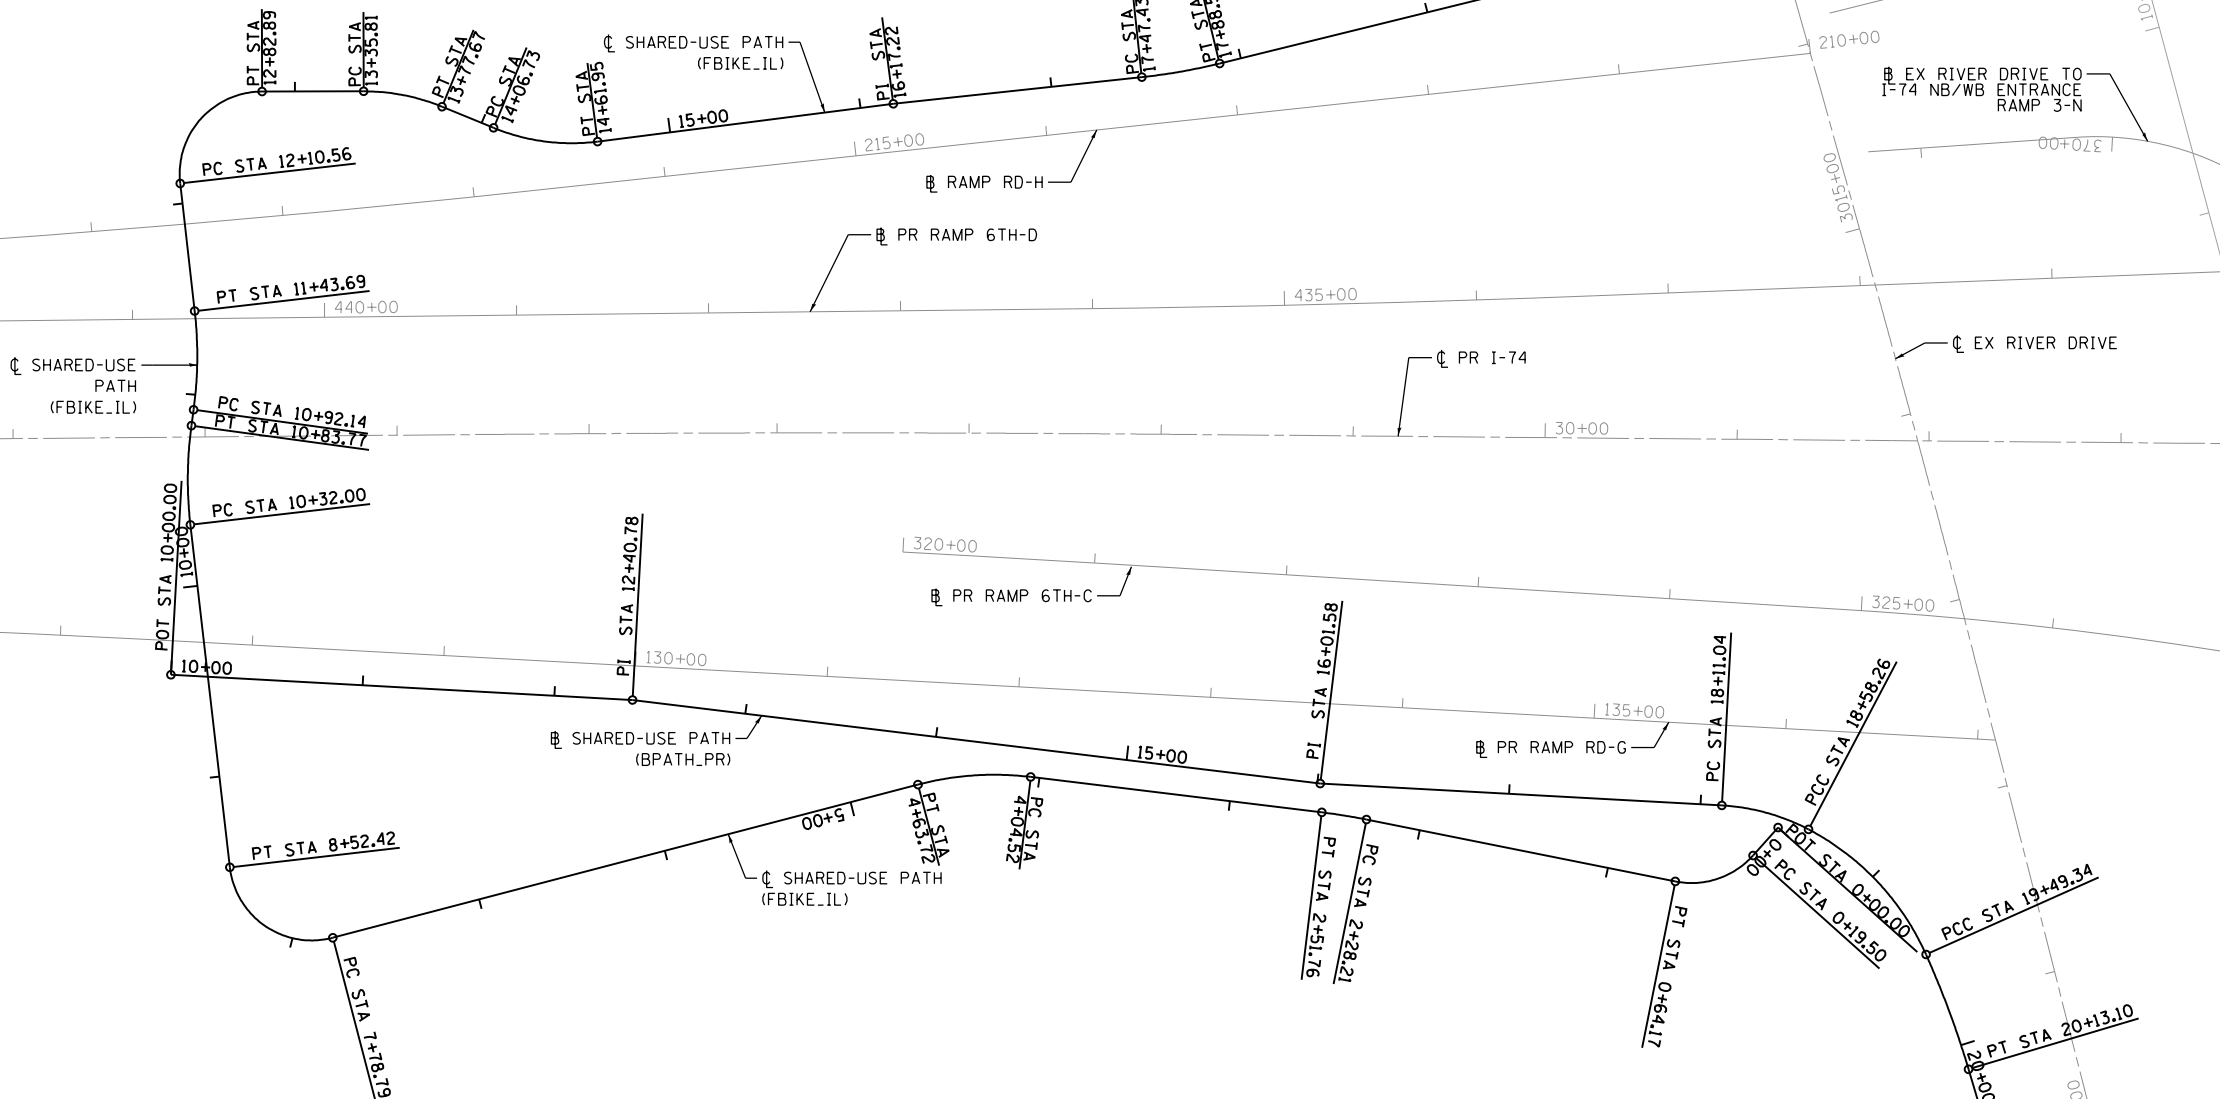 PT STA
12+82.89
PC STA
13+35.81
PT STA
13+77.67
PC STA
14+06.73
PT STA
14+61.95
15+00
℄ SHARED-USE PATH
(FBIKE_IL)
PI STA
16+17.22
PC STA
17+47.43
PT STA
210+00
℄ EX RIVER DRIVE TO
I-74 NB/WB ENTRANCE
RAMP 3-N
370+00
3015+00
PC STA 12+10.56
215+00
℄ RAMP RD-H
℄ PR RAMP 6TH-D
PT STA 11+43.69
440+00
435+00
℄ SHARED-USE
PATH
(FBIKE_IL)
℄ PR I-74
℄ EX RIVER DRIVE
PC STA 10+92.14
PT STA 10+83.77
30+00
PC STA 10+32.00
POT STA 10+00.00
10+00
10+00
PI STA 12+40.78
320+00
℄ PR RAMP 6TH-C
325+00
130+00
PI STA 16+01.58
PC STA 18+11.04
PCC STA 18+58.26
135+00
℄ SHARED-USE PATH
(BPATH_PR)
15+00
℄ PR RAMP RD-G
PT STA 8+52.42
5+00
PT STA
4+63.72
PC STA
4+04.52
℄ SHARED-USE PATH
(FBIKE_IL)
PT STA 2+51.76
PC STA 2+28.21
PT STA 0+64.17
0+00
POT STA 0+00.00
PC STA 0+19.50
PCC STA 19+49.34
PC STA 7+78.79
PT STA 20+13.10
20+00